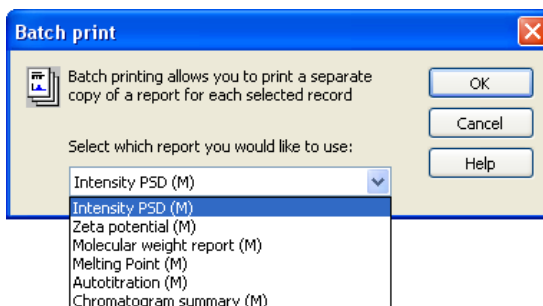 Batch print
Batch printing allows you to print a separate
copy of a report for each selected record
OK
Cancel
Help
Select which report you would like to use:
Intensity PSD (M)
Intensity PSD (M)
Zeta potential (M)
Molecular weight report (M)
Melting Point (M)
Autotitration (M)
Chromatogram summary (M)